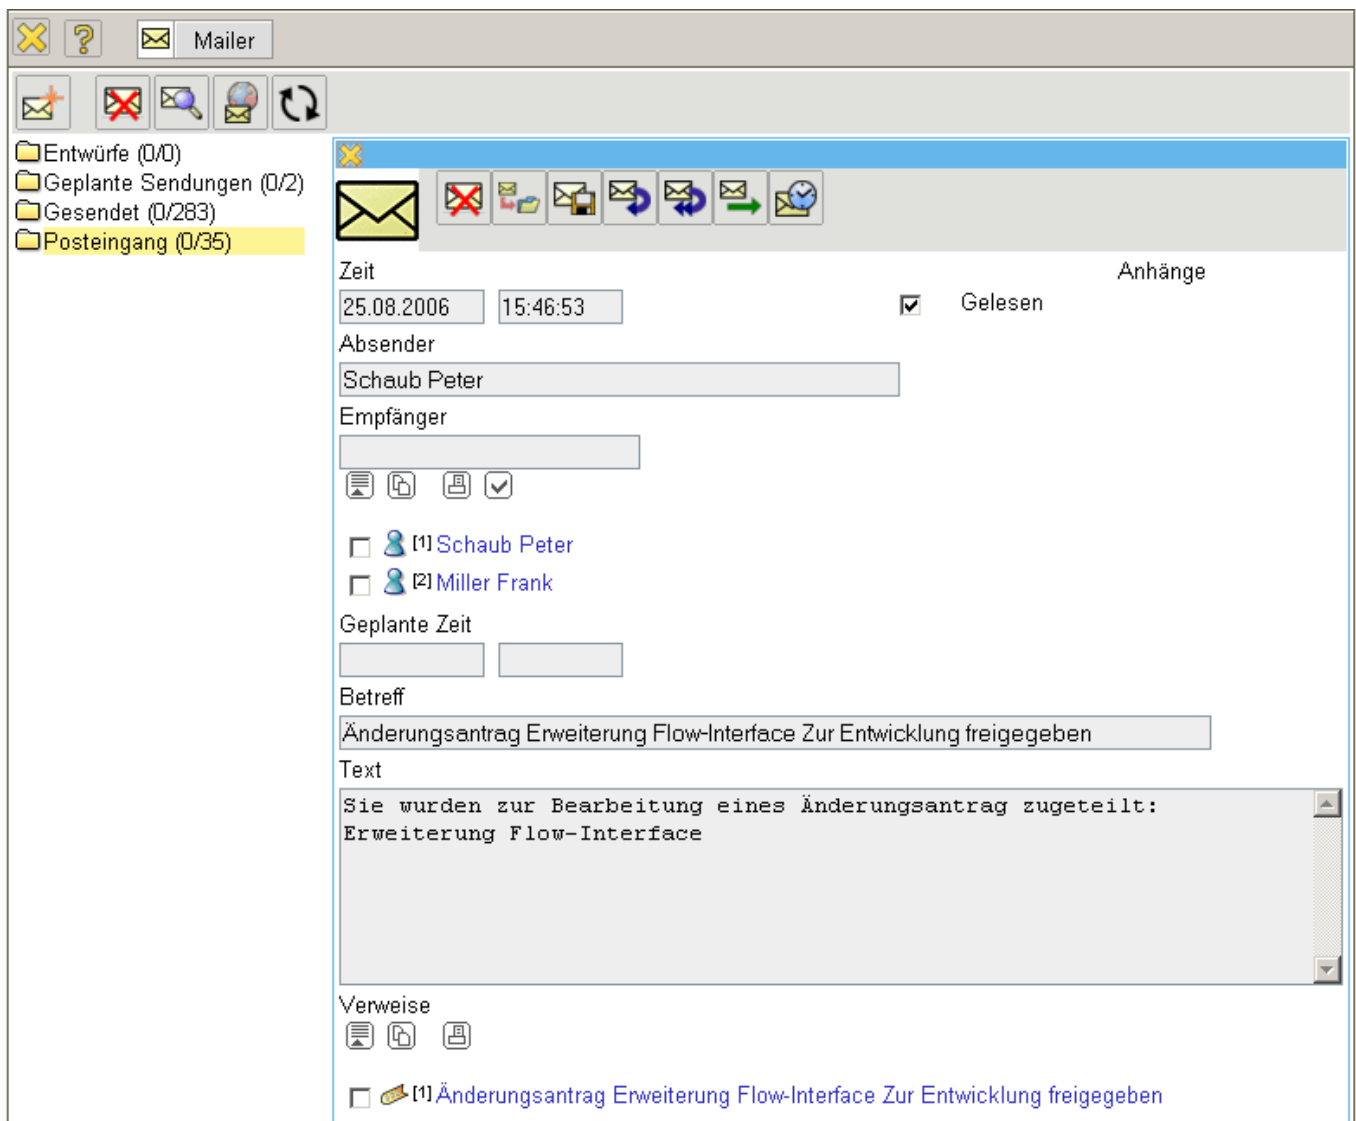 Mailer
Entwürfe (0/0)
Geplante Sendungen (0/2)
Gesendet (0/283)
Posteingang (0/35)
Zeit
Anhänge
25.08.2006 15:46:53
Gelesen
Absender
Schaub Peter
Empfänger
[1] Schaub Peter
[2] Miller Frank
Geplante Zeit
Betreff
Änderungsantrag Erweiterung Flow-Interface Zur Entwicklung freigegeben
Text
Sie wurden zur Bearbeitung eines Änderungsantrag zugeteilt:
Erweiterung Flow-Interface
Verweise
[1] Änderungsantrag Erweiterung Flow-Interface Zur Entwicklung freigegeben